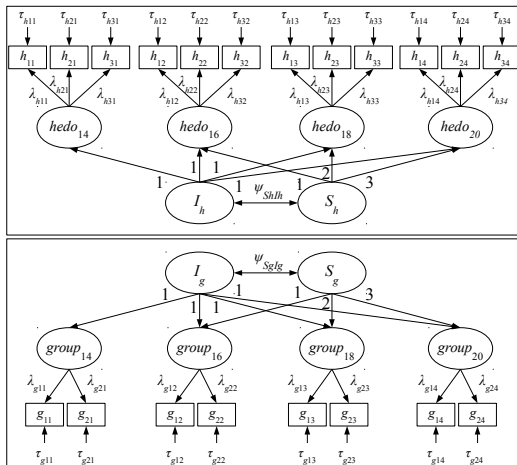 τh11 τh21 τh31 τh12 τh22 τh32 τh13 τh23 τh33 τh14 τh24 τh34
h11 h21 h31 h12 h22 h32 h13 h23 h33 h14 h24 h34
λh11 λh21 λh31 λh12 λh22 λh32 λh13 λh23 λh33 λh14 λh24 λh34
hedo14 hedo16 hedo18 hedo20
1 1 1 1 1 2 3
Ih ψShIh Sh
Ig ψSgIg Sg
1 1 1 1 1 2 3
group14 group16 group18 group20
λg11 λg21 λg12 λg22 λg13 λg23 λg14 λg24
g11 g21 g12 g22 g13 g23 g14 g24
τg11 τg21 τg12 τg22 τg13 τg23 τg14 τg24